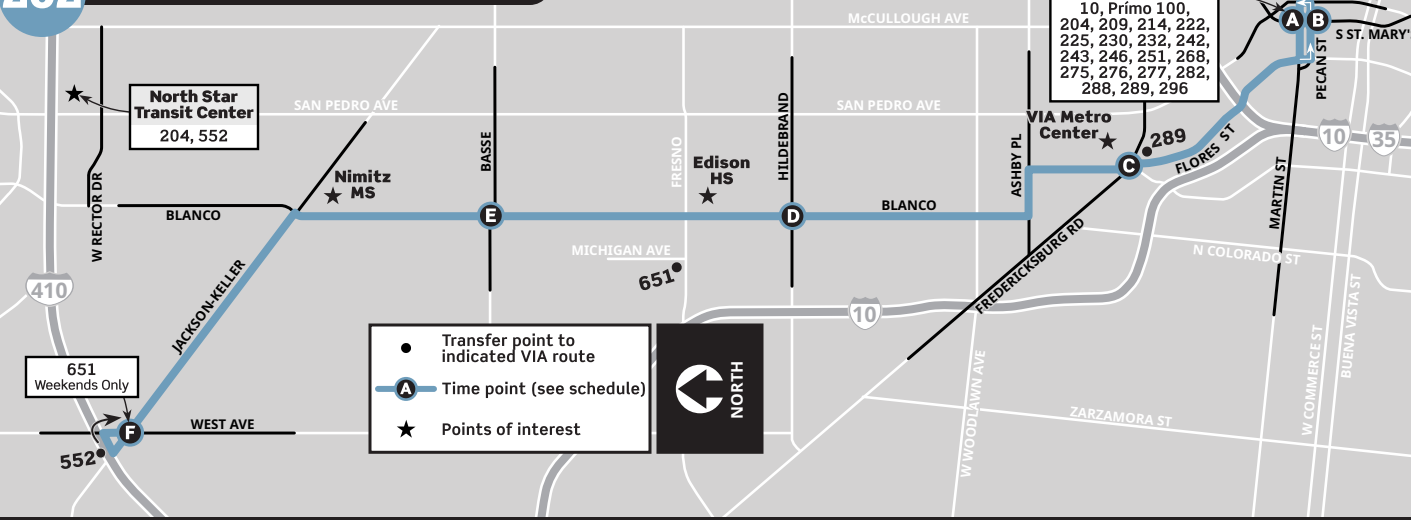 McCULLOUGH AVE
10, Prímo 100,
204, 209, 214, 222,
225, 230, 232, 242,
243, 246, 251, 268,
275, 276, 277, 282,
288, 289, 296
A
B
S ST. MARY'S
PECAN ST
North Star
Transit Center
204, 552
SAN PEDRO AVE
SAN PEDRO AVE
BASSE
FRESNO
HILDEBRAND
ASHBY PL
VIA Metro
Center
289
C
FLORES ST
10
35
MARTIN ST
W RECTOR DR
Nimitz
MS
Edison
HS
BLANCO
E
D
BLANCO
MICHIGAN AVE
651
FREDERICKSBURG RD
N COLORADO ST
410
JACKSON-KELLER
10
BUENA VISTA ST
W COMMERCE ST
W WOODLAWN AVE
ZARZAMORA ST
651
Weekends Only
F
WEST AVE
552
Transfer point to
indicated VIA route
A
Time point (see schedule)
Points of interest
NORTH